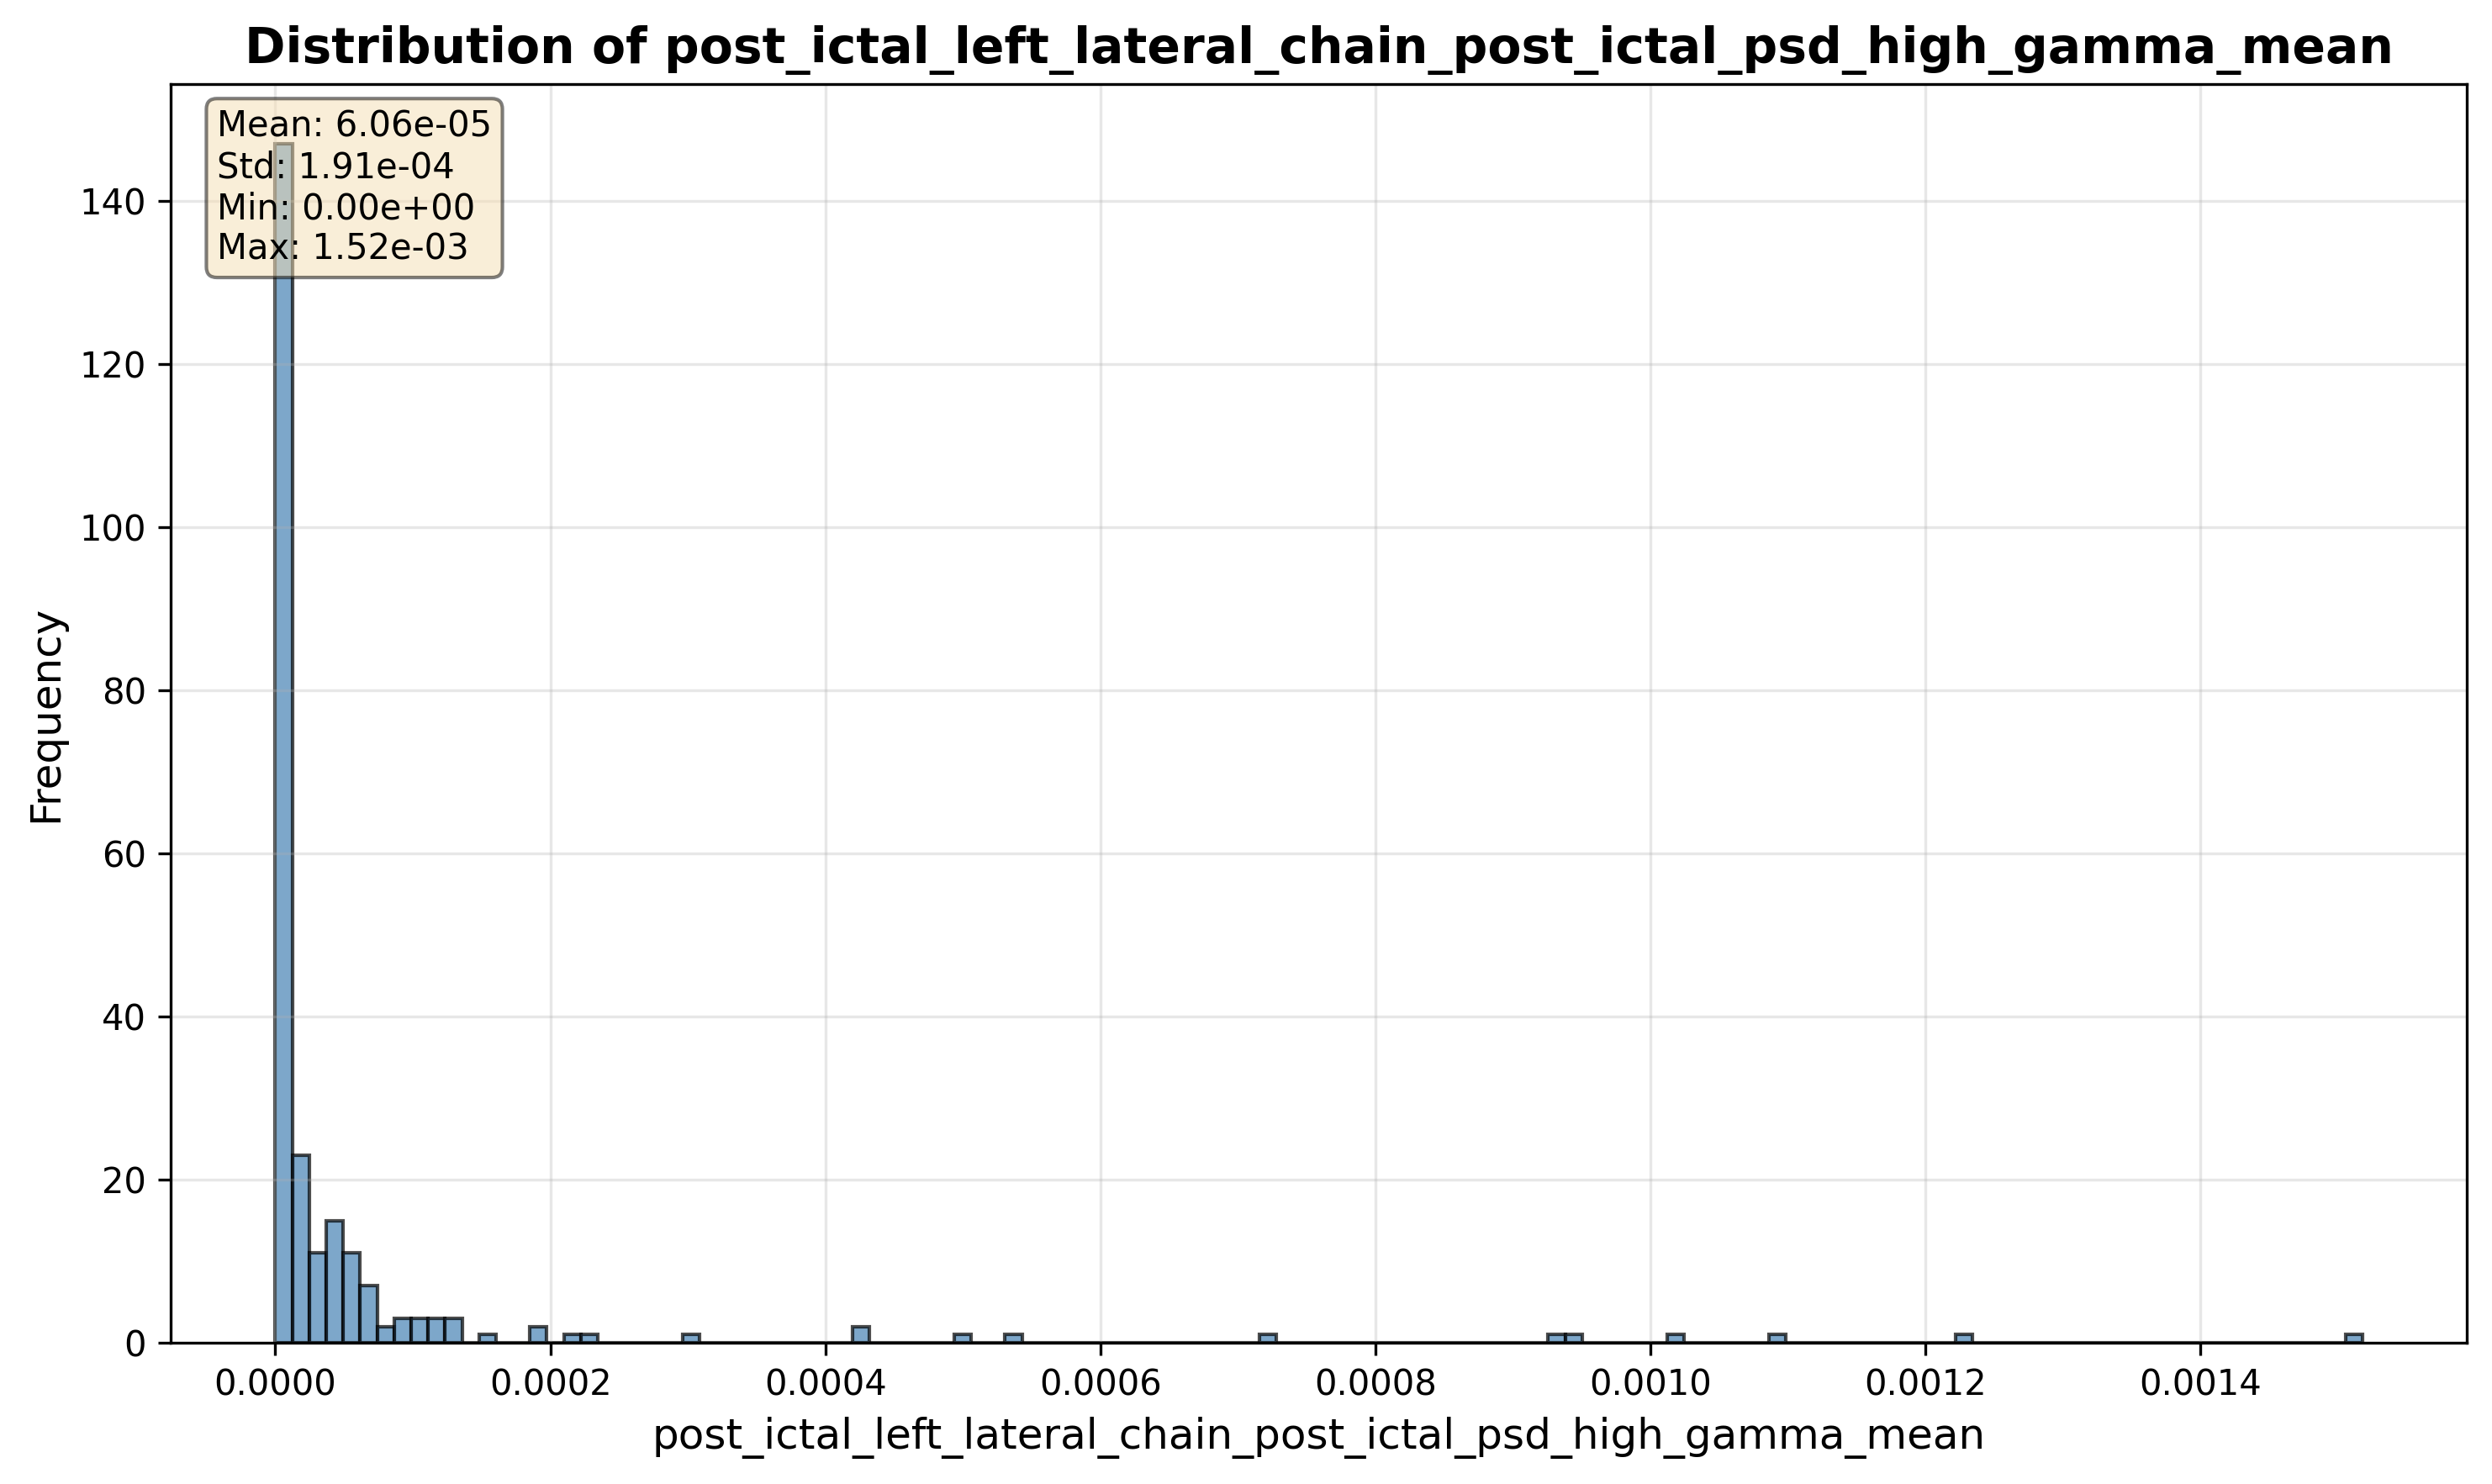 Distribution of post_ictal_left_lateral_chain_post_ictal_psd_high_gamma_mean
Mean: 6.06e-05
Std: 1.91e-04
Min: 0.00e+00
Max: 1.52e-03
140
120
100
80
60
40
20
0
Frequency
0.0000 0.0002 0.0004 0.0006 0.0008 0.0010 0.0012 0.0014
post_ictal_left_lateral_chain_post_ictal_psd_high_gamma_mean